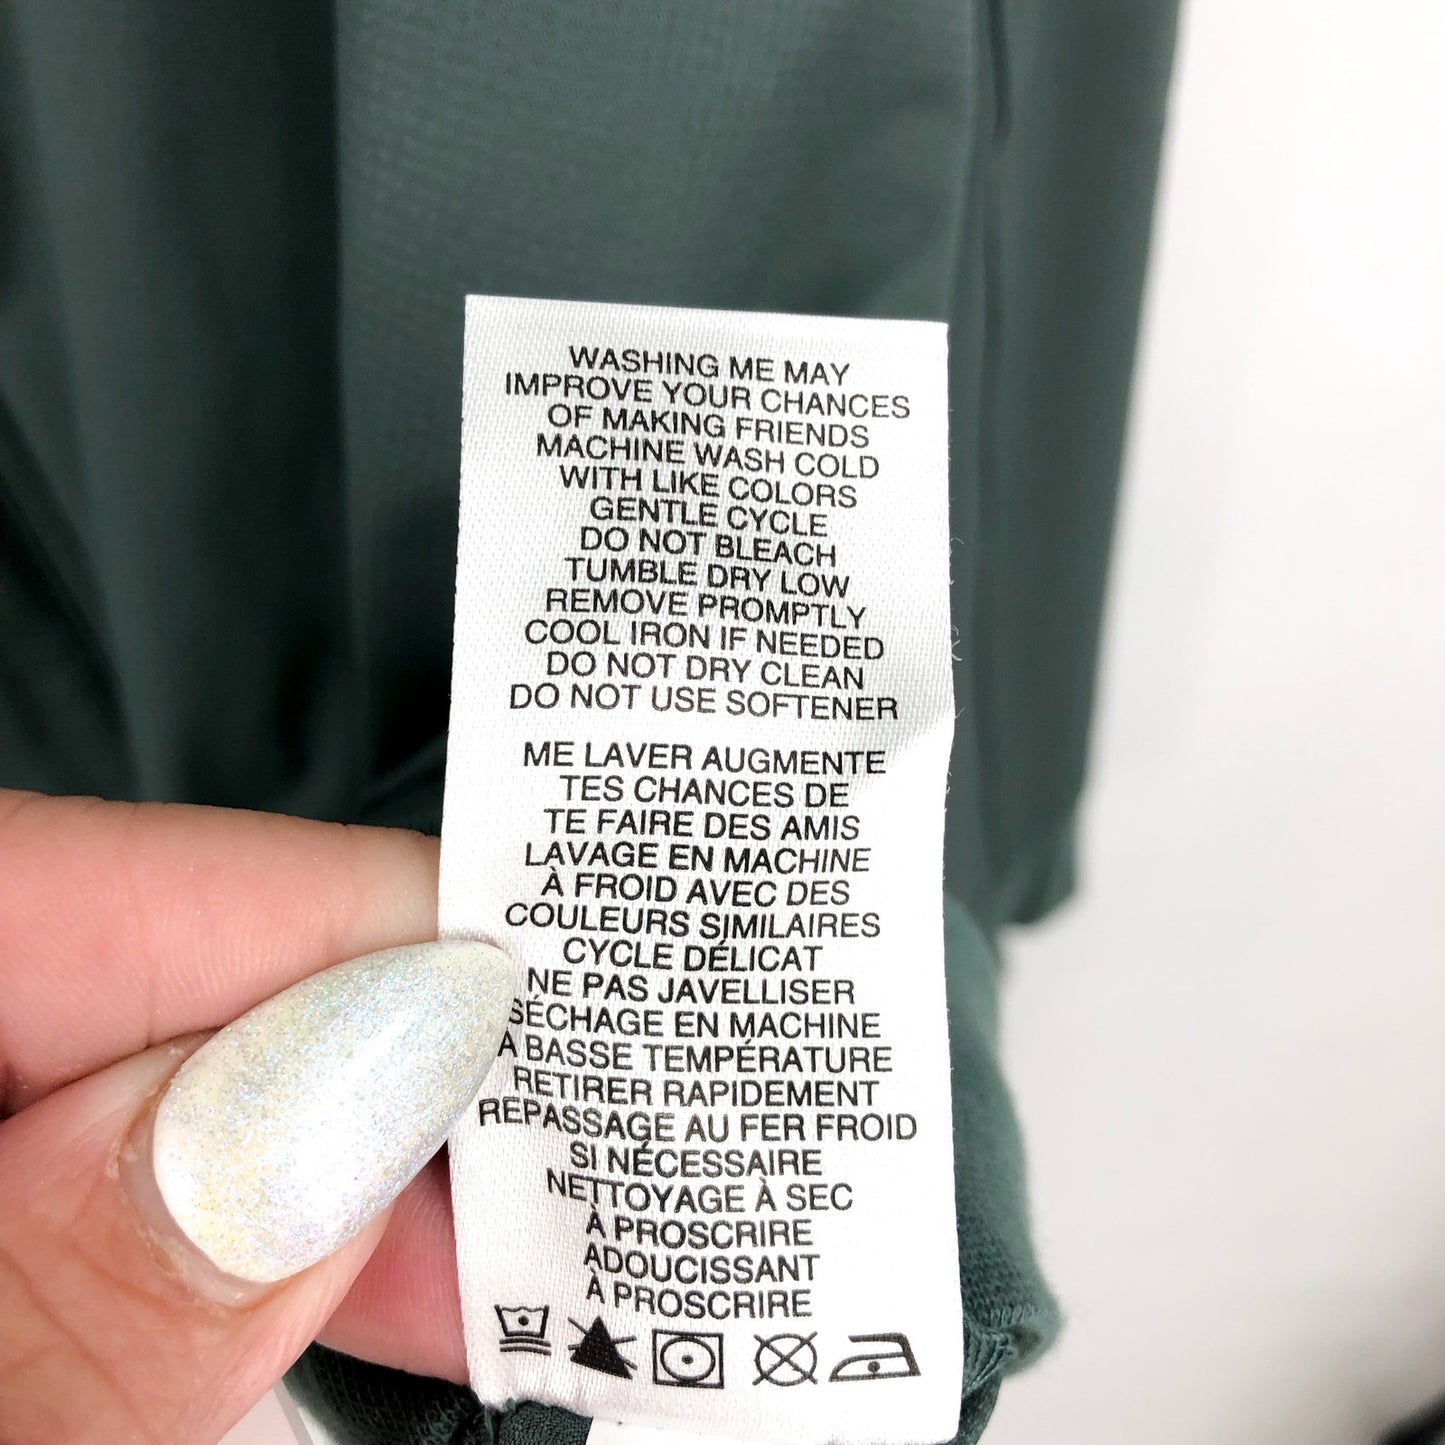 WASHING ME MAY
IMPROVE YOUR CHANCES
OF MAKING FRIENDS
MACHINE WASH COLD
WITH LIKE COLORS
GENTLE CYCLE
DO NOT BLEACH
TUMBLE DRY LOW
REMOVE PROMPTLY
COOL IRON IF NEEDED
DO NOT DRY CLEAN
DO NOT USE SOFTENER
ME LAVER AUGMENTE
TES CHANCES DE
TE FAIRE DES AMIS
LAVAGE EN MACHINE
À FROID AVEC DES
COULEURS SIMILAIRES
CYCLE DÉLICAT
NE PAS JAVELLISER
SÉCHAGE EN MACHINE
À BASSE TEMPÉRATURE
RETIRER RAPIDEMENT
REPASSAGE AU FER FROID
SI NÉCESSAIRE
NETTOYAGE À SEC
À PROSCRIRE
ADOUCISSANT
À PROSCRIRE